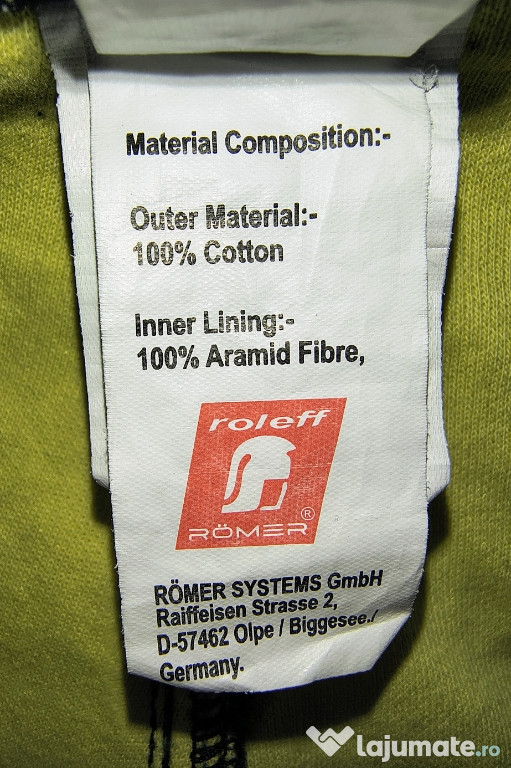 Material Composition:-
Outer Material:-
100% Cotton
Inner Lining:-
100% Aramid Fibre,
roleff
RÖMER ®
RÖMER SYSTEMS GmbH
Raiffeisen Strasse 2,
D-57462 Olpe / Biggesee./
Germany.
lajumate.ro